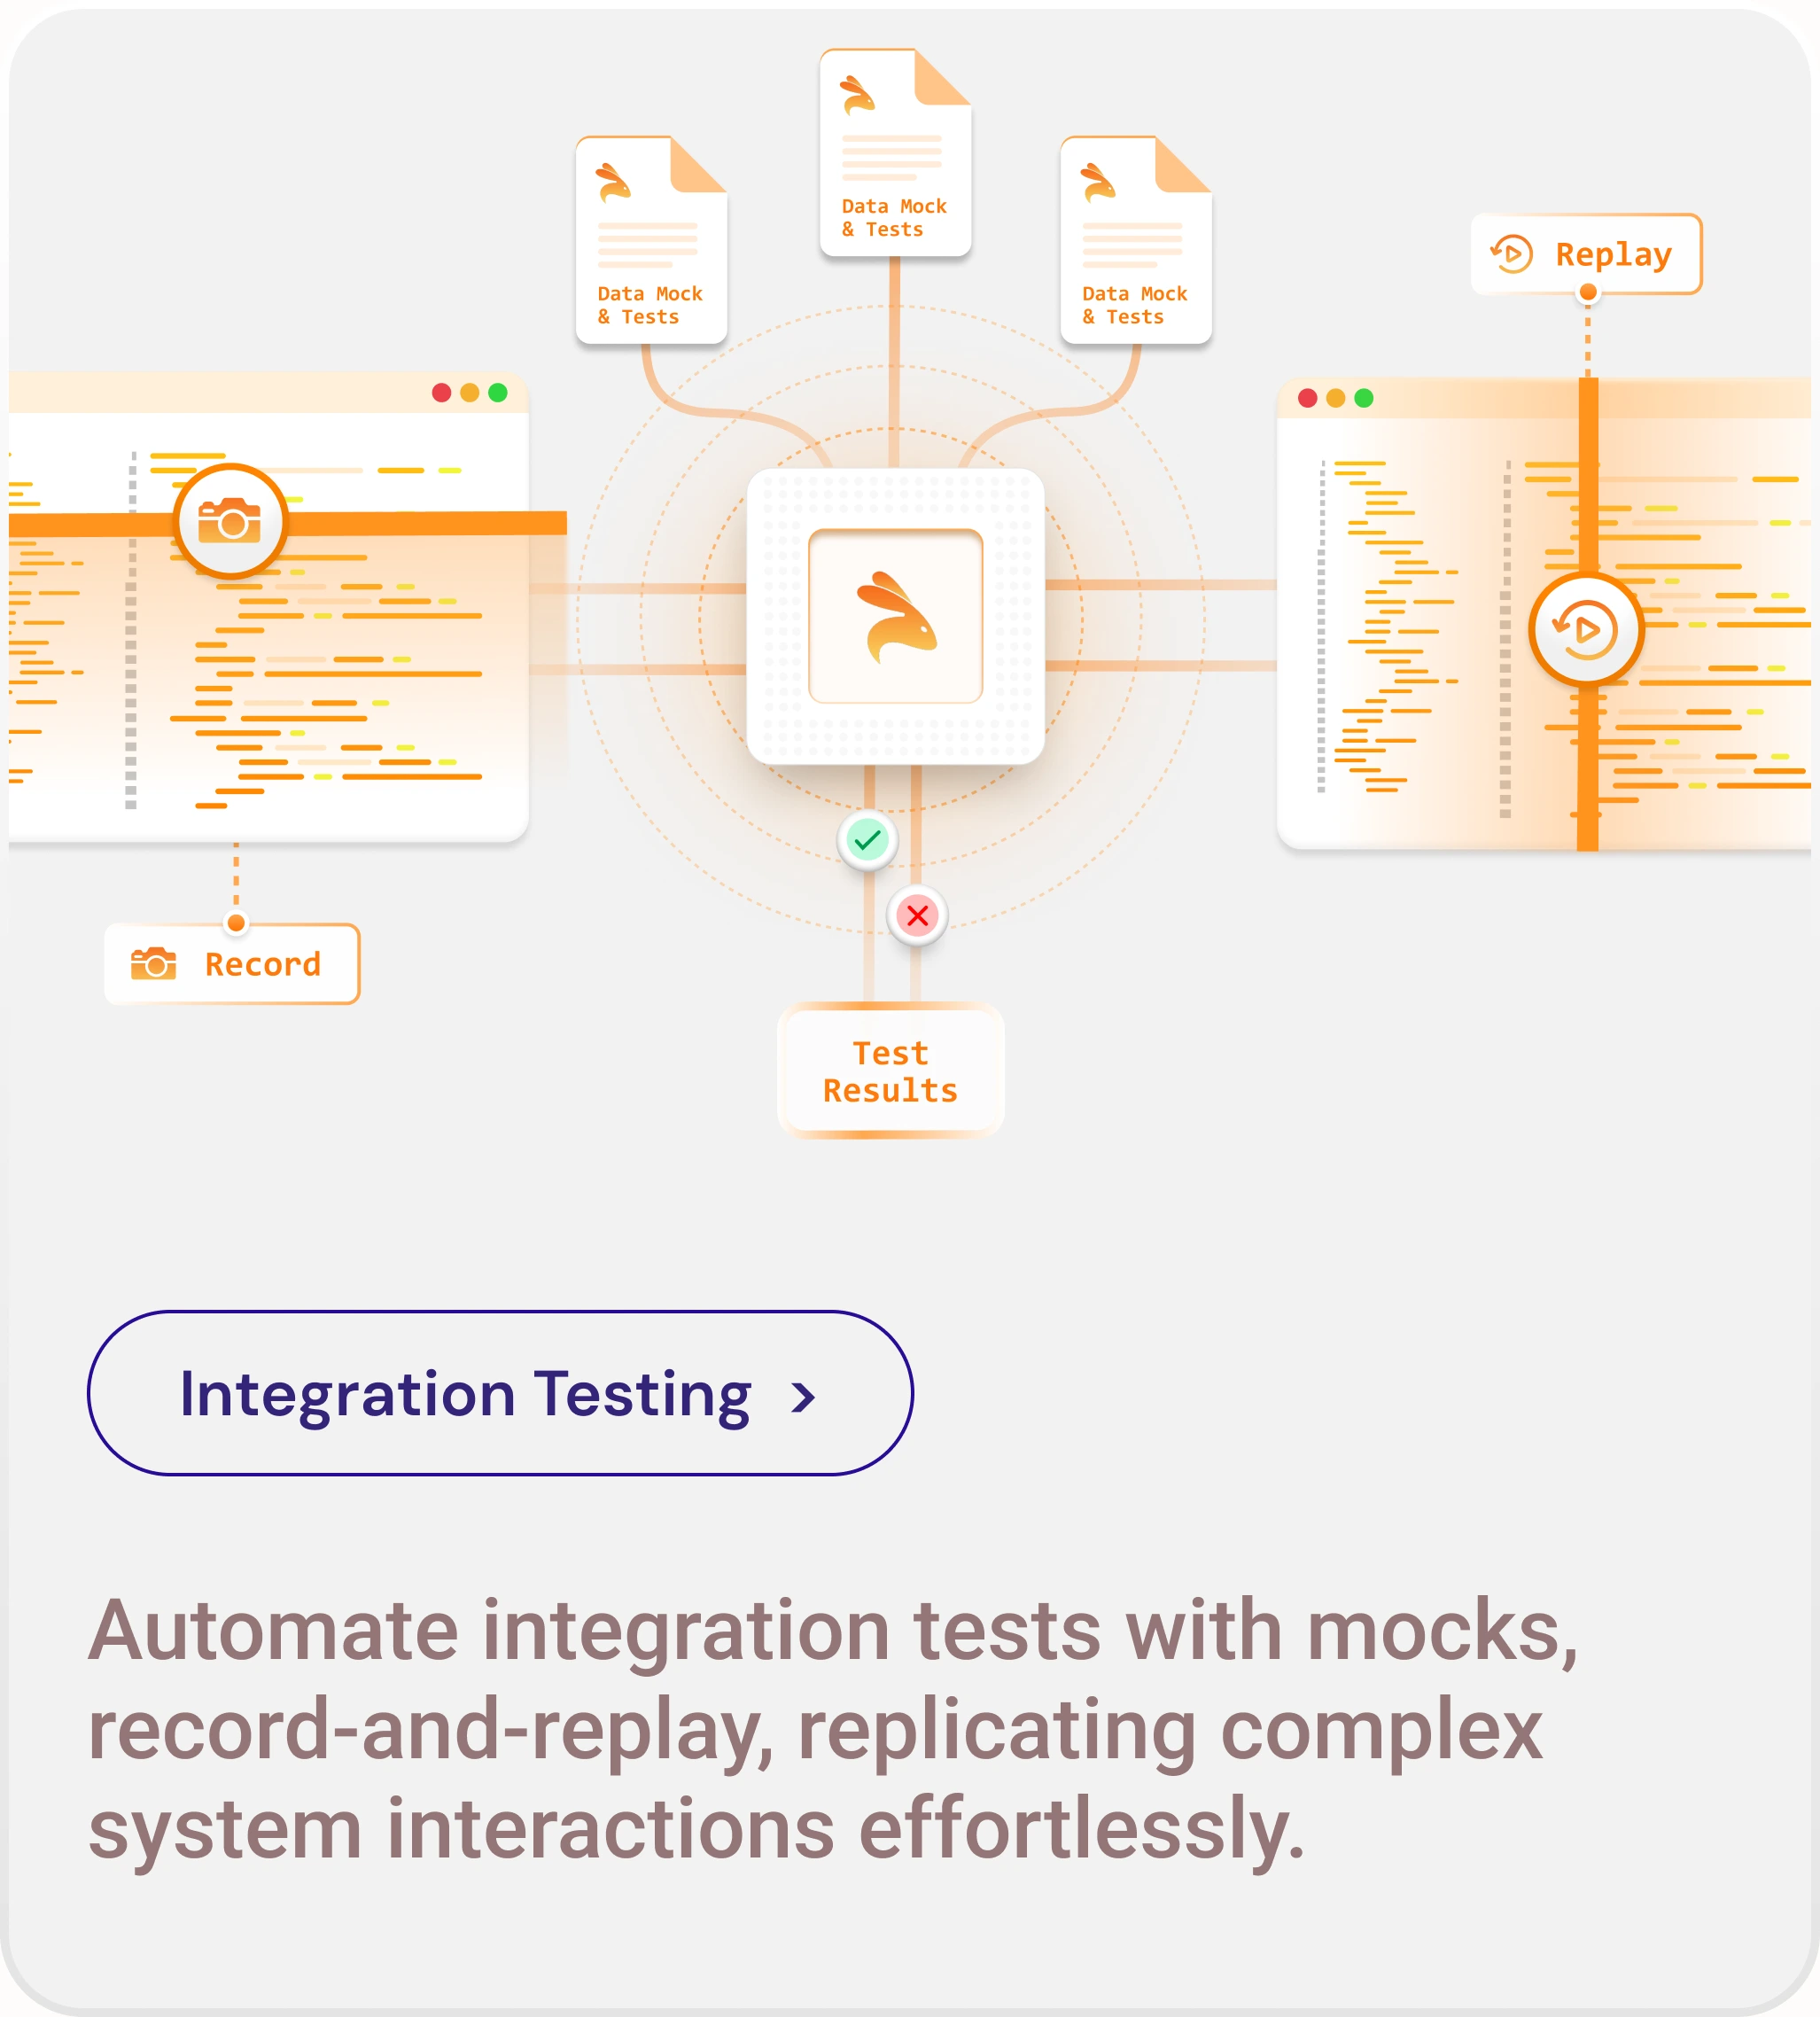 Data Mock
& Tests
Data Mock
& Tests
Data Mock
& Tests
Replay
Record
Test
Results
Integration Testing
Automate integration tests with mocks,
record-and-replay, replicating complex
system interactions effortlessly.